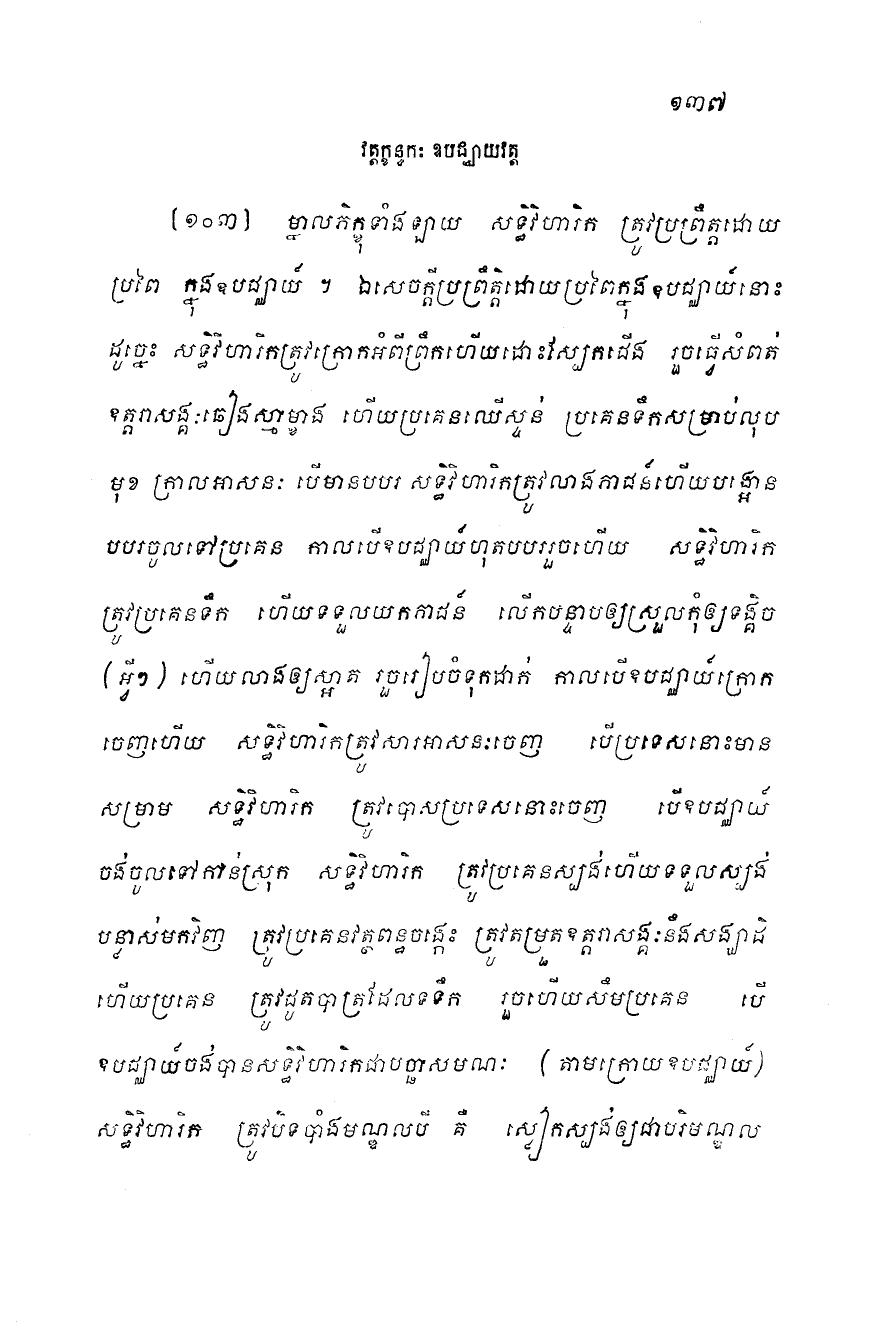 ១៣៧
វត្តក្ខន្ធកៈ ឧបជ្ឈាយវត្ត
[១០៣] ម្នាលភិក្ខុទាំងឡាយ សទ្ធិវិហារិក ត្រូវប្រព្រឹត្តដោយ
ប្រពៃ ក្នុងឧបជ្ឈាយ៍ ។ ឯសេចក្តីប្រព្រឹត្តិដោយប្រពៃក្នុងឧបជ្ឈាយ៍នោះ
ដូច្នេះ សទ្ធិវិហារិកត្រូវក្រោកអំពីព្រឹកហើយដោះស្បែកជើង រួចធ្វើសំពត់
ឧត្តរាសង្គៈឆៀងស្មាម្ខាង ហើយប្រគេនឈើស្ទន់ ប្រគេនទឹកសម្រាប់លុប
មុខ ក្រាលអាសនៈ បើមានបបរ សទ្ធិវិហារិកត្រូវលាងភាជន៍ហើយបង្អោន
បបរចូលទៅប្រគេន កាលបើឧបជ្ឈាយ៍ហុតបបររួចហើយ សទ្ធិវិហារិក
ត្រូវប្រគេនទឹក ហើយទទួលយកភាជន៍ លើកបន្ទាបឲ្យស្រួលកុំឲ្យទង្គិច
(អ្វីៗ) ហើយលាងឲ្យស្អាត រួចរៀបចំទុកដាក់ កាលបើឧបជ្ឈាយ៍ក្រោក
ចេញហើយ សទ្ធិវិហារិកត្រូវសារអាសនៈចេញ បើប្រទេសនោះមាន
សម្រាម សទ្ធិវិហារិក ត្រូវបោសប្រទេសនោះចេញ បើឧបជ្ឈាយ៍
ចង់ចូលទៅកាន់ស្រុក សទ្ធិវិហារិក ត្រូវប្រគេនស្បង់ហើយទទួលស្បង់
បន្លាស់មកវិញ ត្រូវប្រគេនវត្ថពន្ធចង្កេះ ត្រូវតម្រួតឧត្តរាសង្គៈនឹងសង្ឃាដិ
ហើយប្រគេន ត្រូវដូតបាត្រដែលទទឹក រួចហើយសឹមប្រគេន បើ
ឧបជ្ឈាយ៍ចង់បានសទ្ធិវិហារិកជាបច្ឆាសមណៈ (តាមក្រោយឧបជ្ឈាយ៍)
សទ្ធិវិហារិក ត្រូវបិទបាំងមណ្ឌលបី គឺ ស្លៀកស្បង់ឲ្យជាបរិមណ្ឌល